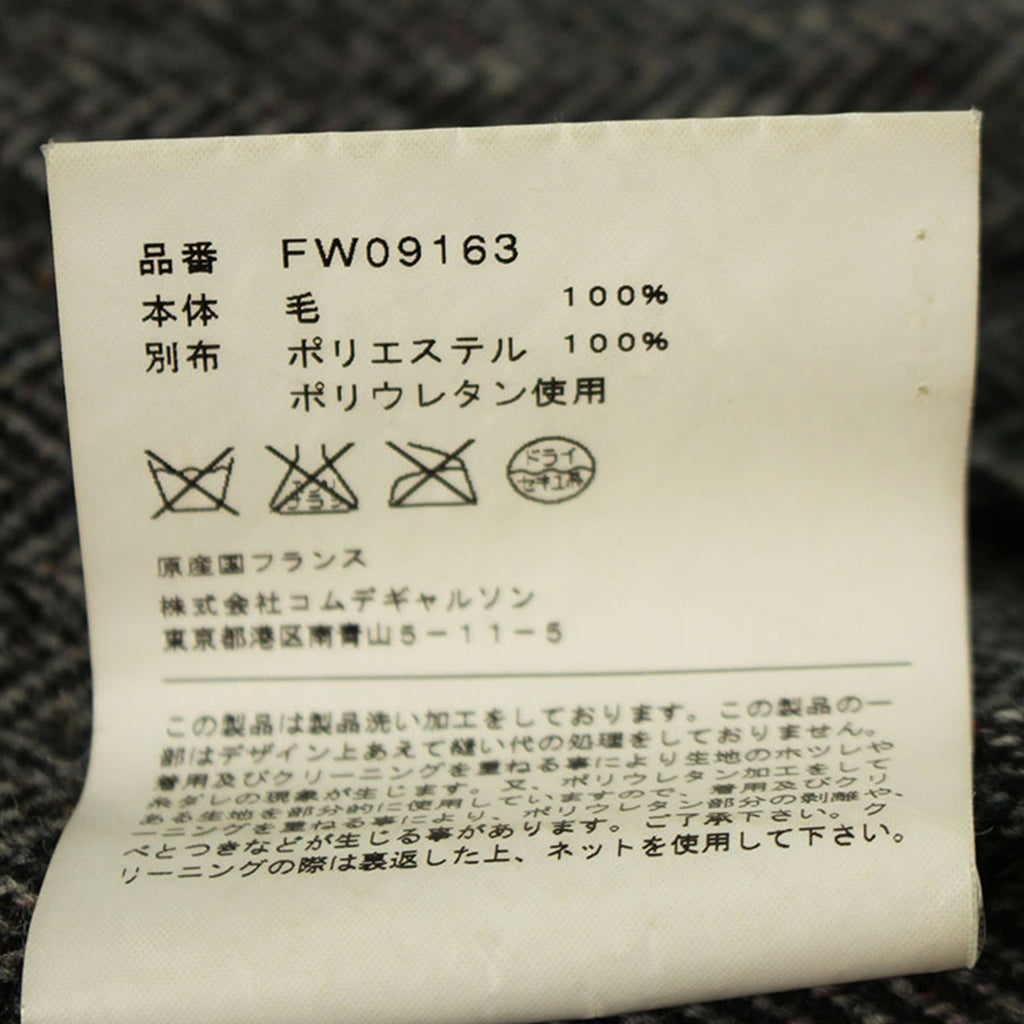 品番 FW09163
本体 毛 100%
別布 ポリエステル 100%
ポリウレタン使用
エンソ
サラシ
ドライ
セキユ系
原産国フランス
株式会社コムデギャルソン
東京都港区南青山5-11-5
この製品は製品洗い加工をしております。この製品の一
部はデザイン上あえて縫い代の処理をしておりません。
着用及びクリーニングを重ねる事により生地のホツレや
糸ダレの現象が生じます。又、ポリウレタン加工をして
ある生地を部分的に使用していますので、着用及びクリ
ーニングを重ねる事により、ポリウレタン部分の剥離や、
べとつきなどが生じる事があります。ご了承下さい。ク
リーニングの際は裏返した上、ネットを使用して下さい。